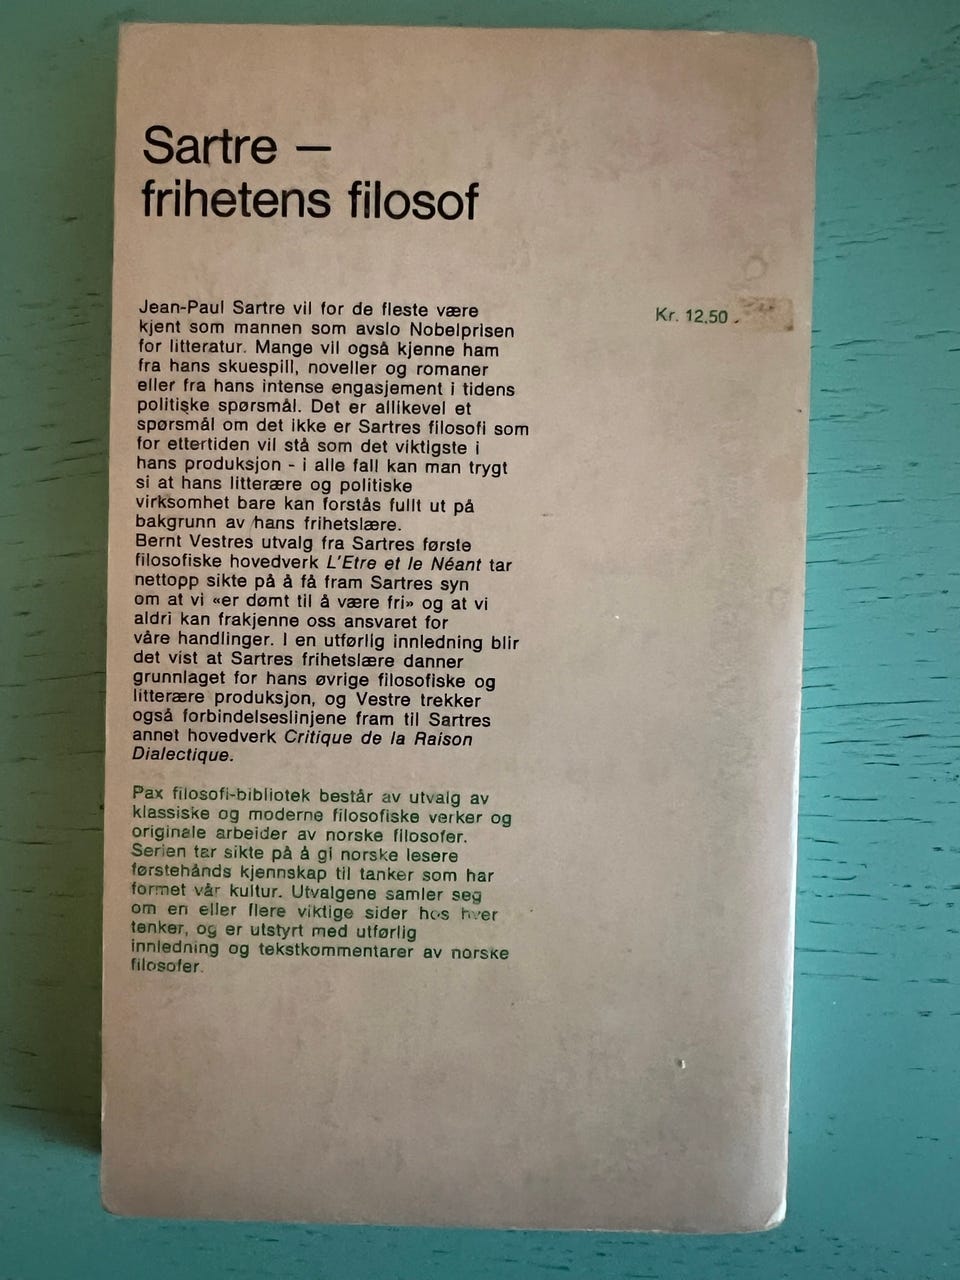 Sartre —
frihetens filosof
Jean-Paul Sartre vil for de fleste være
kjent som mannen som avslo Nobelprisen
for litteratur. Mange vil også kjenne ham
fra hans skuespill, noveller og romaner
eller fra hans intense engasjement i tidens
politiske spørsmål. Det er allikevel et
spørsmål om det ikke er Sartres filosofi som
for ettertiden vil stå som det viktigste i
hans produksjon - i alle fall kan man trygt
si at hans litterære og politiske
virksomhet bare kan forstås fullt ut på
bakgrunn av hans frihetslære.
Bernt Vestres utvalg fra Sartres første
filosofiske hovedverk L'Etre et le Néant tar
nettopp sikte på å få fram Sartres syn
om at vi «er dømt til å være fri» og at vi
aldri kan frakjenne oss ansvaret for
våre handlinger. I en utførlig innledning blir
det vist at Sartres frihetslære danner
grunnlaget for hans øvrige filosofiske og
litterære produksjon, og Vestre trekker
også forbindelseslinjene fram til Sartres
annet hovedverk Critique de la Raison
Dialectique.
Kr. 12.50
Pax filosofi-bibliotek består av utvalg av
klassiske og moderne filosofiske verker og
originale arbeider av norske filosofer.
Serien tar sikte på å gi norske lesere
førstehånds kjennskap til tanker som har
formet vår kultur. Utvalgene samler seg
om en eller flere viktige sider hos hver
tenker, og er utstyrt med utførlig
innledning og tekstkommentarer av norske
filosofer.